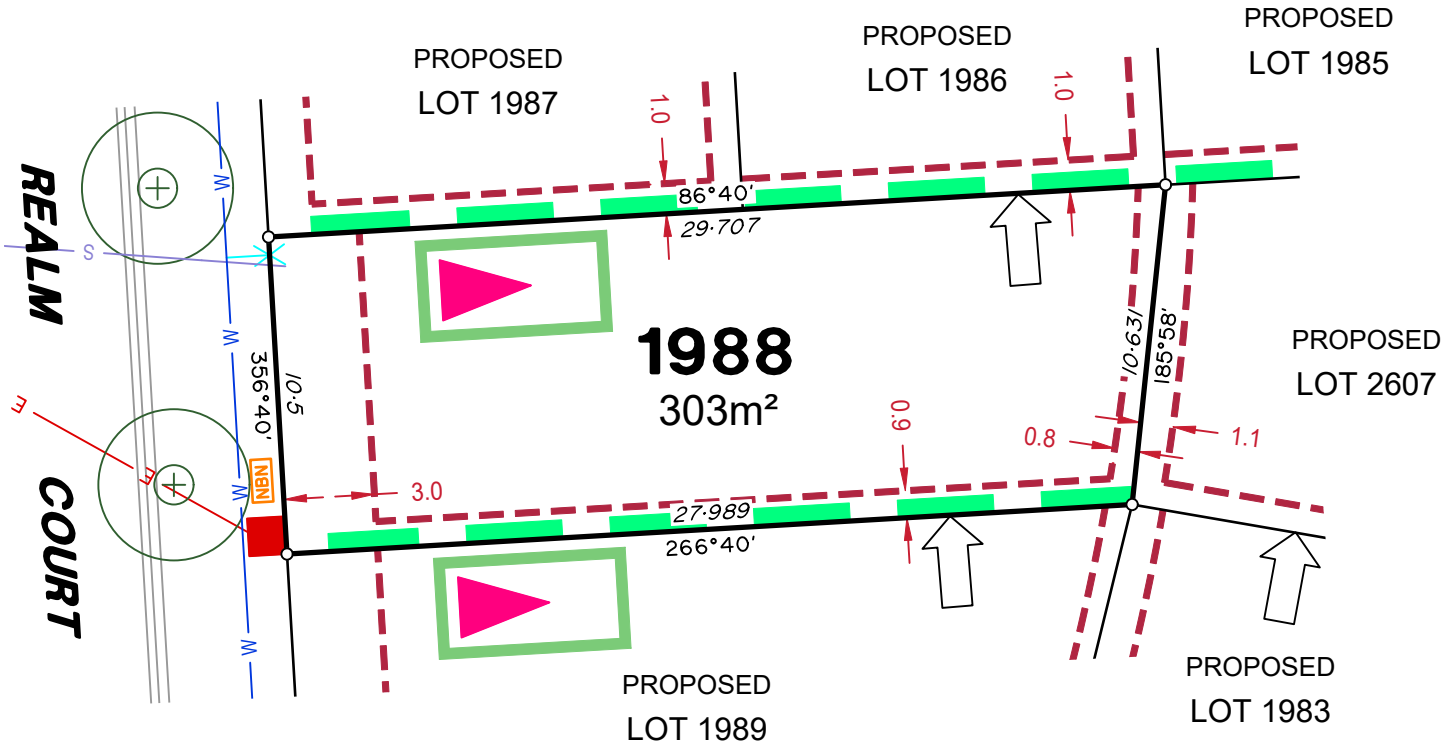 PROPOSED
LOT 1987
PROPOSED
LOT 1986
PROPOSED
LOT 1985
1.0
1.0
86°40'
29·707
REALM
COURT
W
W
W
W
S
E
E
NBN
356°40'
10·5
1988
303m²
10·631
185°58'
PROPOSED
LOT 2607
3.0
0.9
0.8
1.1
27·989
266°40'
PROPOSED
LOT 1989
PROPOSED
LOT 1983